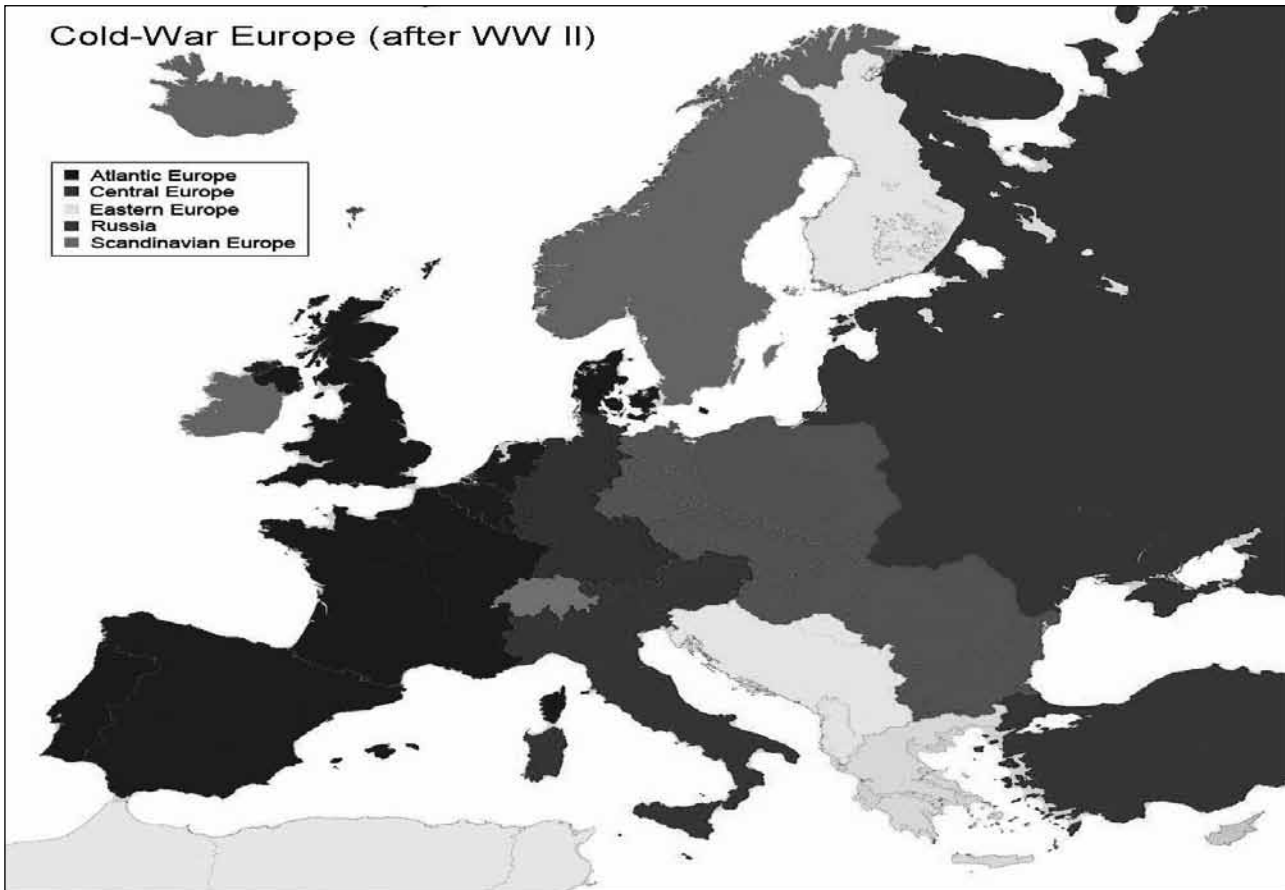 Cold-War Europe (after WW II)
Atlantic Europe
Central Europe
Eastern Europe
Russia
Scandinavian Europe